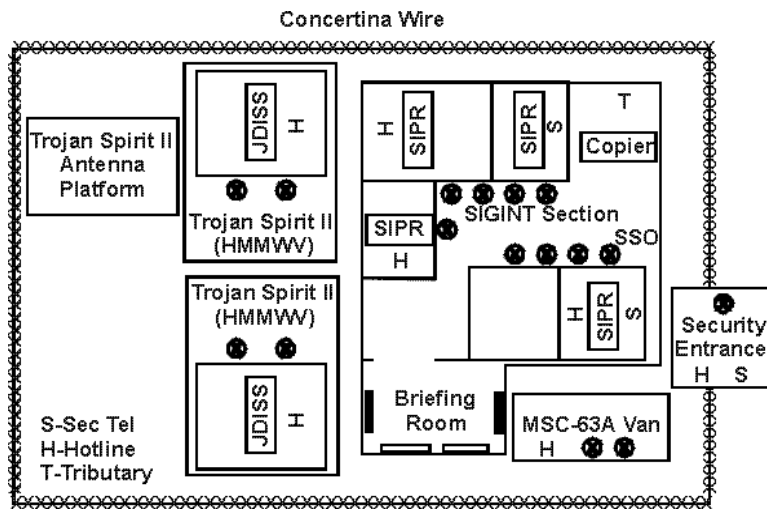 Concertina Wire
Trojan Spirit II
Antenna
Platform
JDISS
H
Trojan Spirit II
(HMMWV)
Trojan Spirit II
(HMMWV)
JDISS
H
S-Sec Tel
H-Hotline
T-Tributary
H
SIPR
SIPR
S
T
Copier
SIGINT Section
SIPR
H
SSO
H
SIPR
S
Briefing
Room
MSC-63A Van
H
Security
Entrance
H S